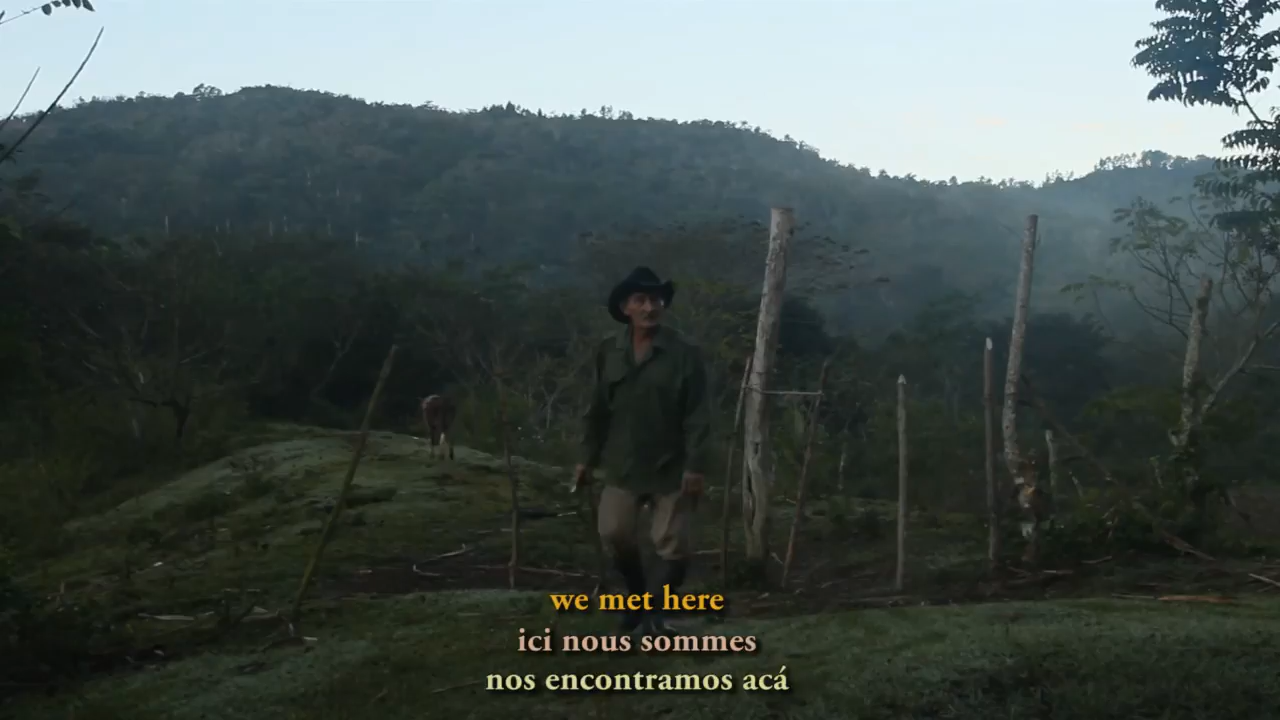 we met here
ici nous sommes
nos encontramos acá